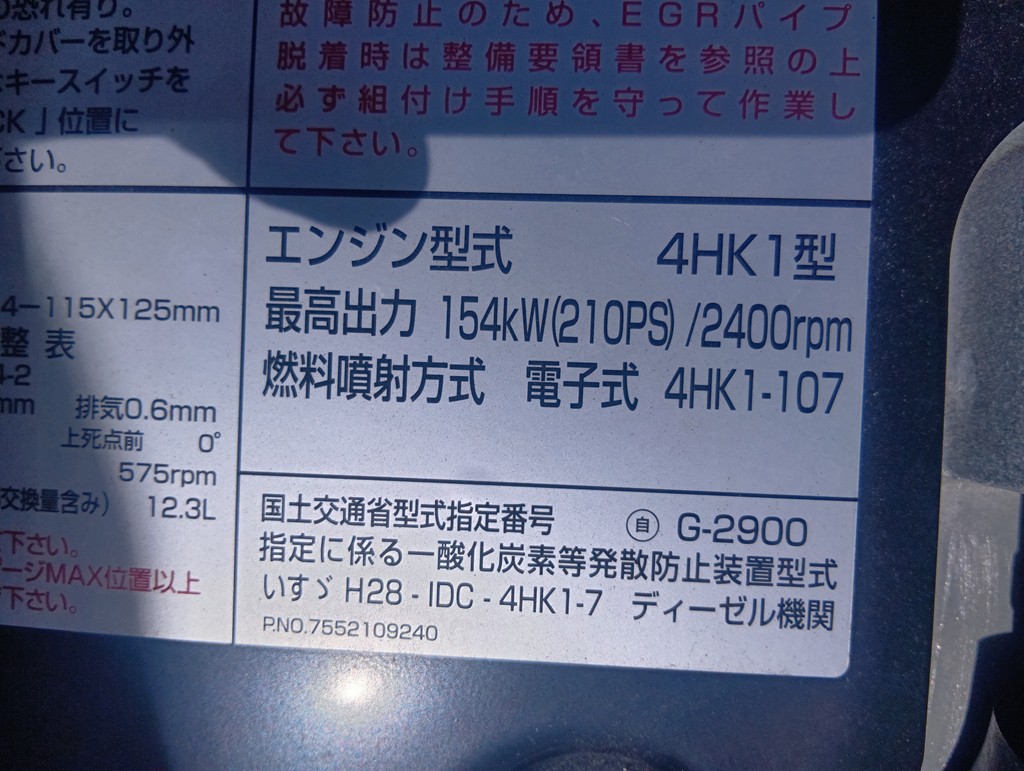 の恐れ有り。
ドカバーを取り外
キースイッチを
CK」位置に
さい。
故障防止のため、EGRパイプ
脱着時は整備要領書を参照の上
必ず組付け手順を守って作業し
て下さい。
4－115X125mm
整 表
4-2
mm 排気0.6mm
上死点前 0°
575rpm
交換量含み) 12.3L
下さい。
ージMAX位置以上
下さい。
エンジン型式 4HK1型
最高出力 154kW(210PS) /2400rpm
燃料噴射方式 電子式 4HK1-107
国土交通省型式指定番号 ㊀自 G-2900
指定に係る一酸化炭素等発散防止装置型式
いすゞ H28 - IDC - 4HK1-7 ディーゼル機関
P.NO.7552109240